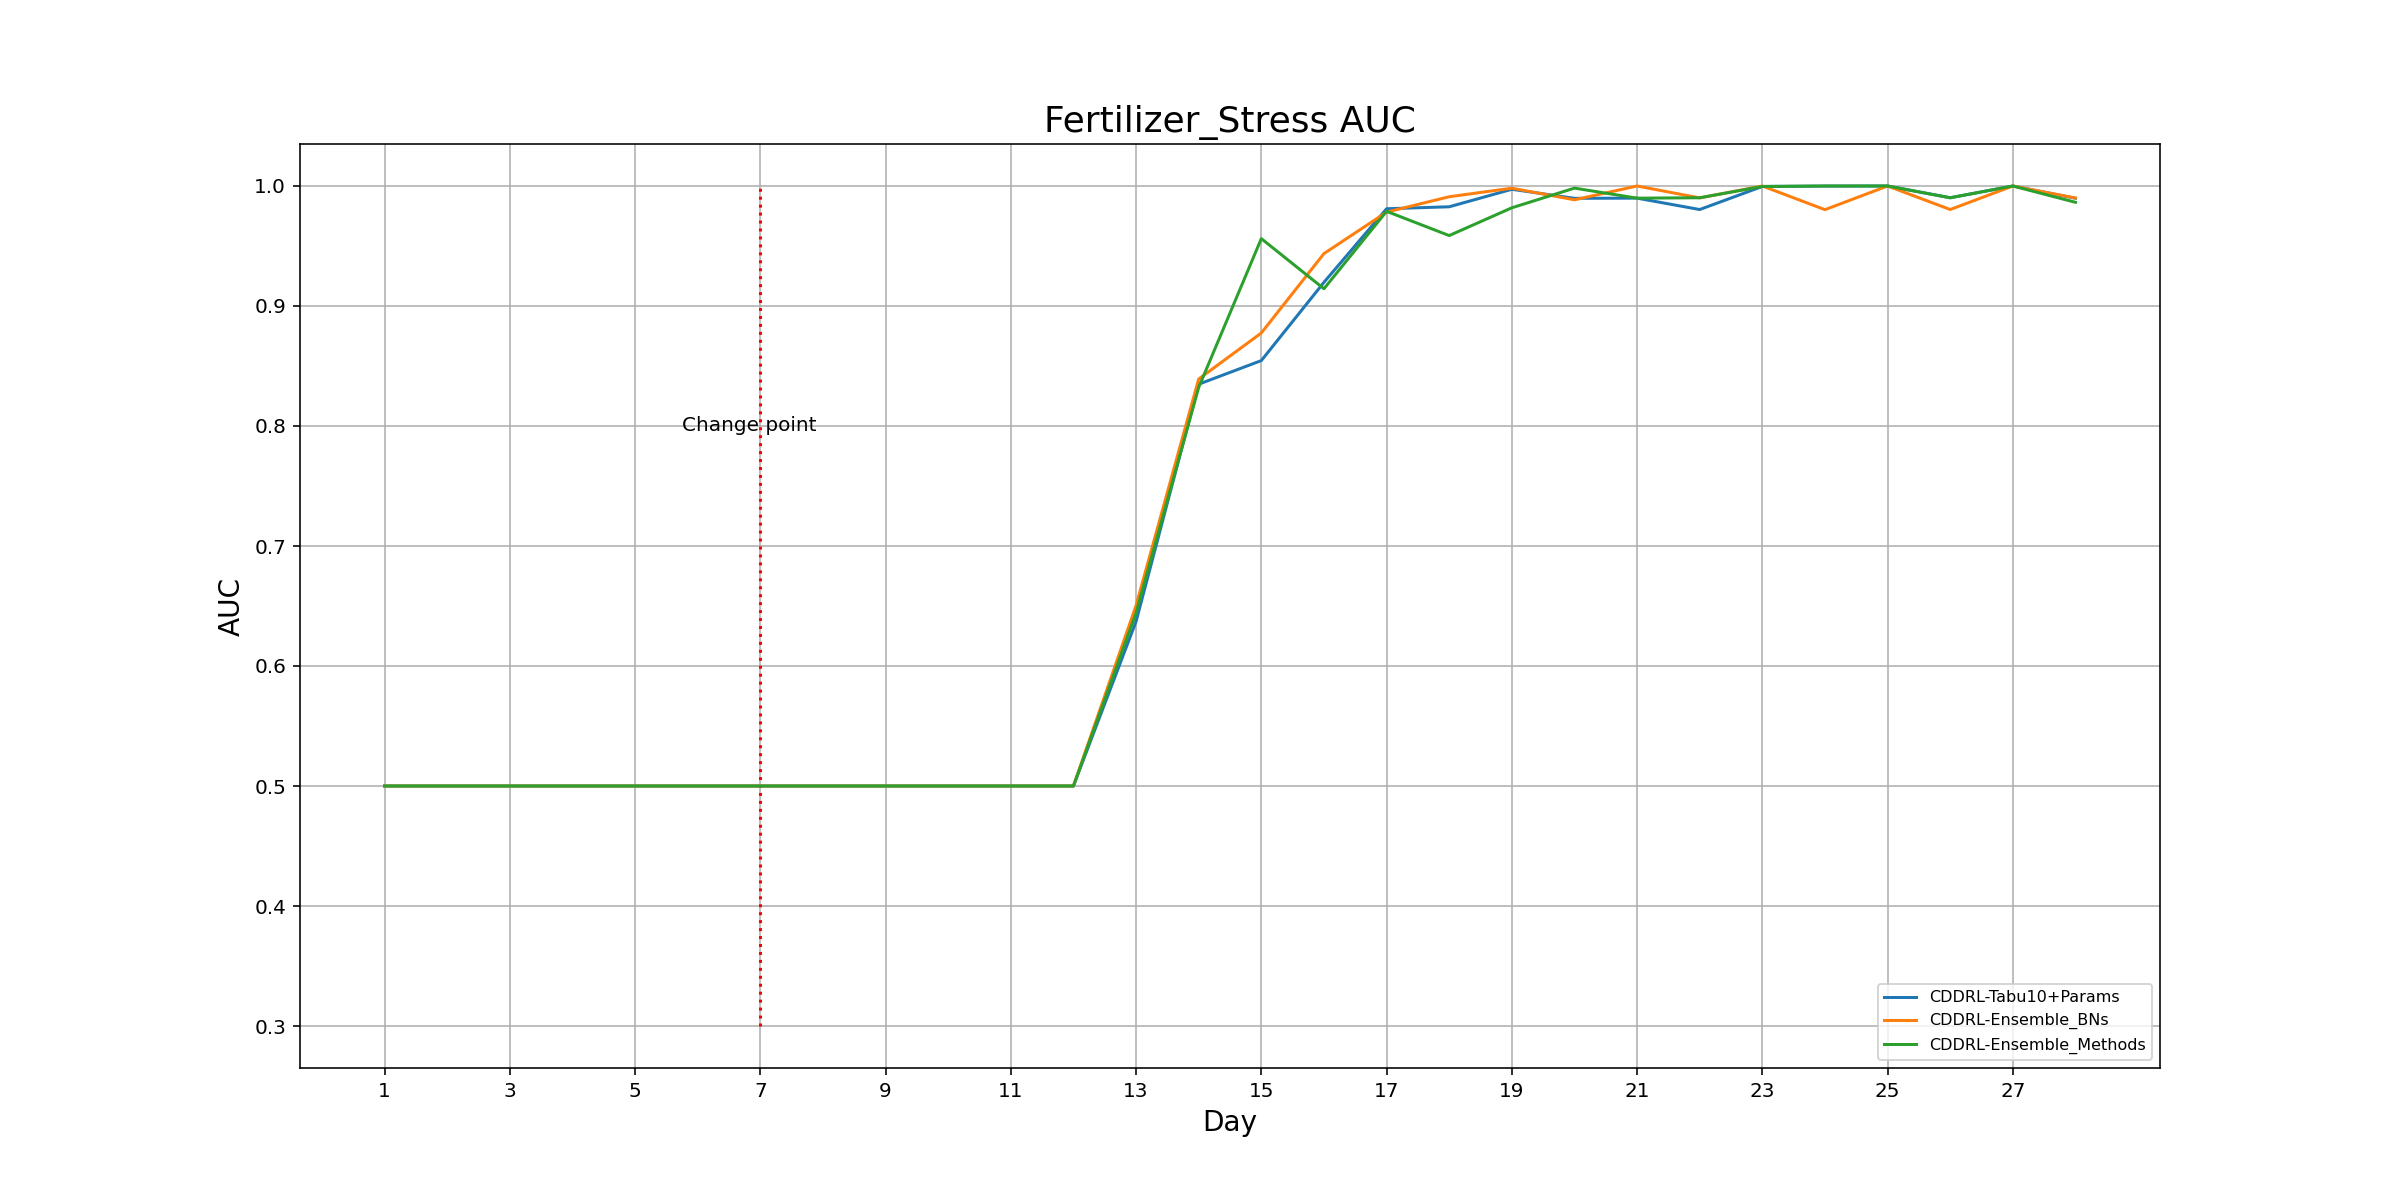 Fertilizer_Stress AUC
1.0
0.9
0.8
0.7
0.6
0.5
0.4
0.3
AUC
Change point
CDDRL-Tabu10+Params
CDDRL-Ensemble_BNs
CDDRL-Ensemble_Methods
1 3 5 7 9 11 13 15 17 19 21 23 25 27
Day